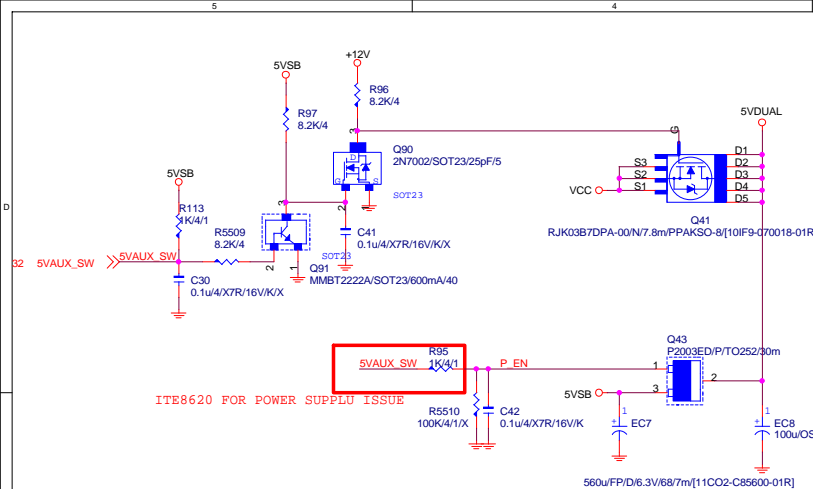 5
4
D
+12V
5VSB
R96
8.2K/4
R97
8.2K/4
5VDUAL
3
G
Q90
2N7002/SOT23/25pF/5
D
G
S
SOT23
2
5VSB
R113
1K/4/1
3
C41
0.1u/4/X7R/16V/K/X
S3
S2
S1
VCC
D1
D2
D3
D4
D5
Q41
RJK03B7DPA-00/N/7.8m/PPAKSO-8/[10IF9-070018-01R
R5509
8.2K/4
32 5VAUX_SW
5VAUX_SW
SOT23
2
1
Q91
MMBT2222A/SOT23/600mA/40
C30
0.1u/4/X7R/16V/K/X
Q43
P2003ED/P/TO252/30m
R95
5VAUX_SW
1K/4/1
P_EN
1
2
3
5VSB
ITE8620 FOR POWER SUPPLU ISSUE
R5510
100K/4/1/X
C42
0.1u/4/X7R/16V/K
1
+
EC7
1
+
EC8
100u/OS
560u/FP/D/6.3V/68/7m/[11CO2-C85600-01R]